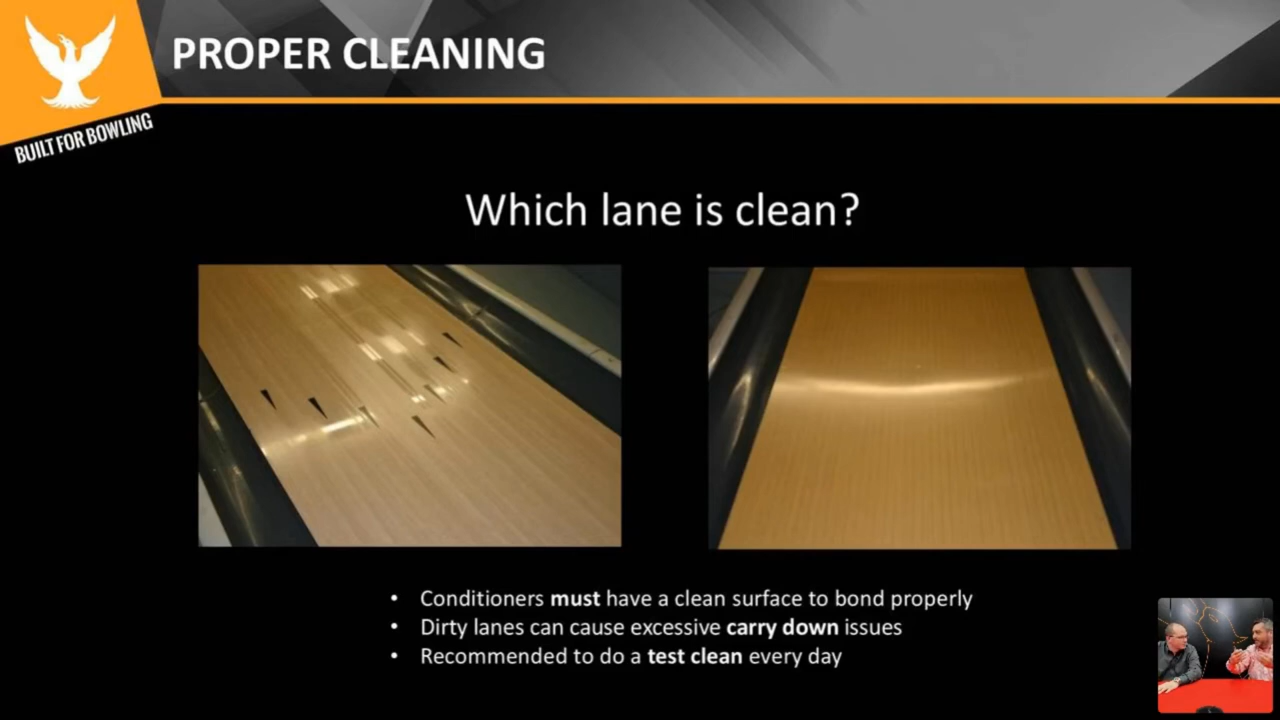 PROPER CLEANING
BUILT FOR BOWLING
Which lane is clean?
• Conditioners must have a clean surface to bond properly
• Dirty lanes can cause excessive carry down issues
• Recommended to do a test clean every day